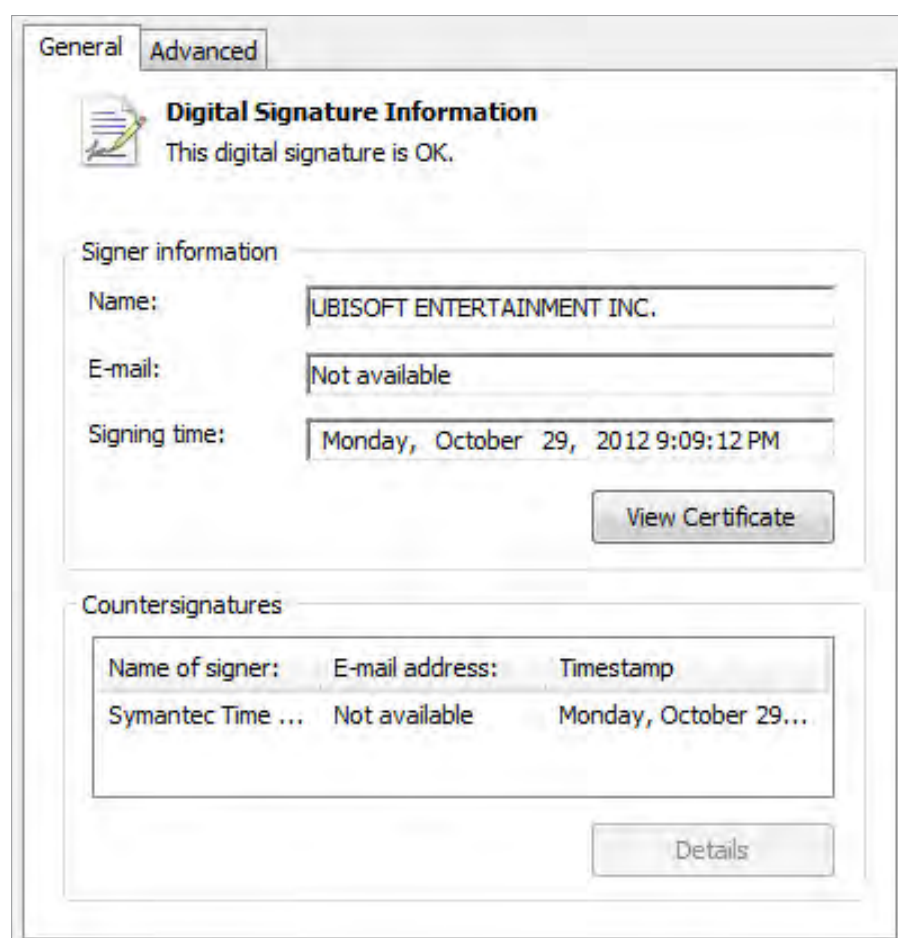 General Advanced
Digital Signature Information
This digital signature is OK.
Signer information
Name: UBISOFT ENTERTAINMENT INC.
E-mail: Not available
Signing time: Monday, October 29, 2012 9:09:12 PM
View Certificate
Countersignatures
Name of signer: E-mail address: Timestamp
Symantec Time ... Not available Monday, October 29...
Details